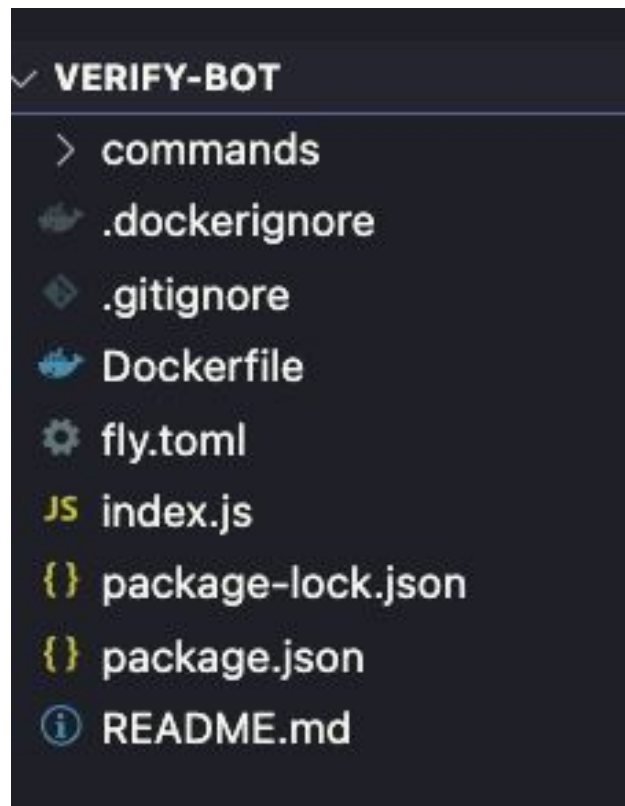 VERIFY-BOT
commands
.dockerignore
.gitignore
Dockerfile
fly.toml
JS index.js
{} package-lock.json
{} package.json
README.md